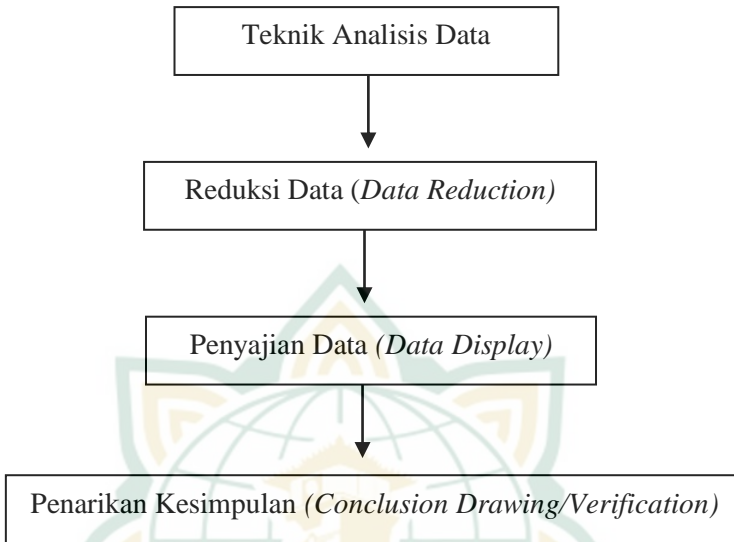 Teknik Analisis Data
Reduksi Data (Data Reduction)
Penyajian Data (Data Display)
Penarikan Kesimpulan (Conclusion Drawing/Verification)